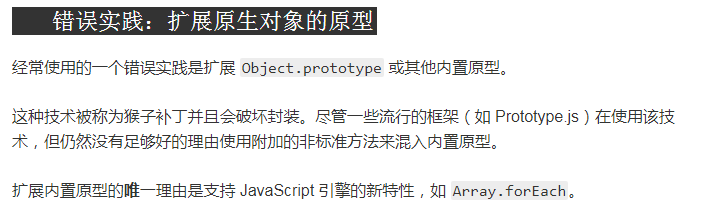 错误实践：扩展原生对象的原型
经常使用的一个错误实践是扩展 Object.prototype 或其他内置原型。
这种技术被称为猴子补丁并且会破坏封装。尽管一些流行的框架（如 Prototype.js）在使用该技
术，但仍然没有足够好的理由使用附加的非标准方法来混入内置原型。
扩展内置原型的唯一理由是支持 JavaScript 引擎的新特性，如 Array.forEach。